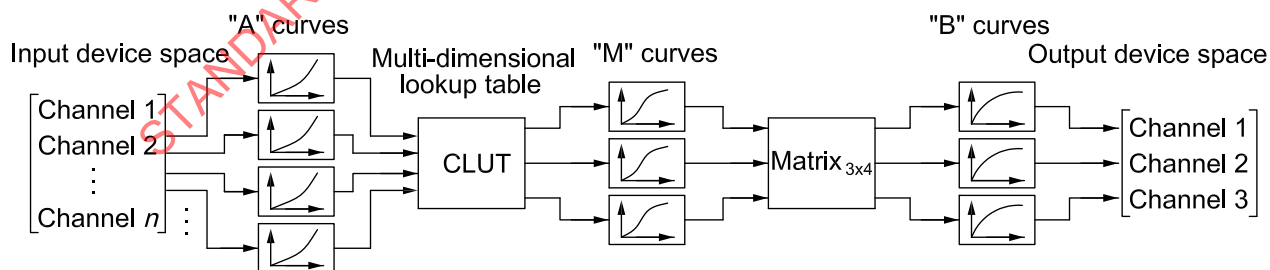 "A" curves
Input device space
Channel 1
Channel 2
⋮
Channel n
⋮
Multi-dimensional
lookup table
CLUT
"M" curves
Matrix 3x4
"B" curves
Output device space
Channel 1
Channel 2
Channel 3
STANDAR